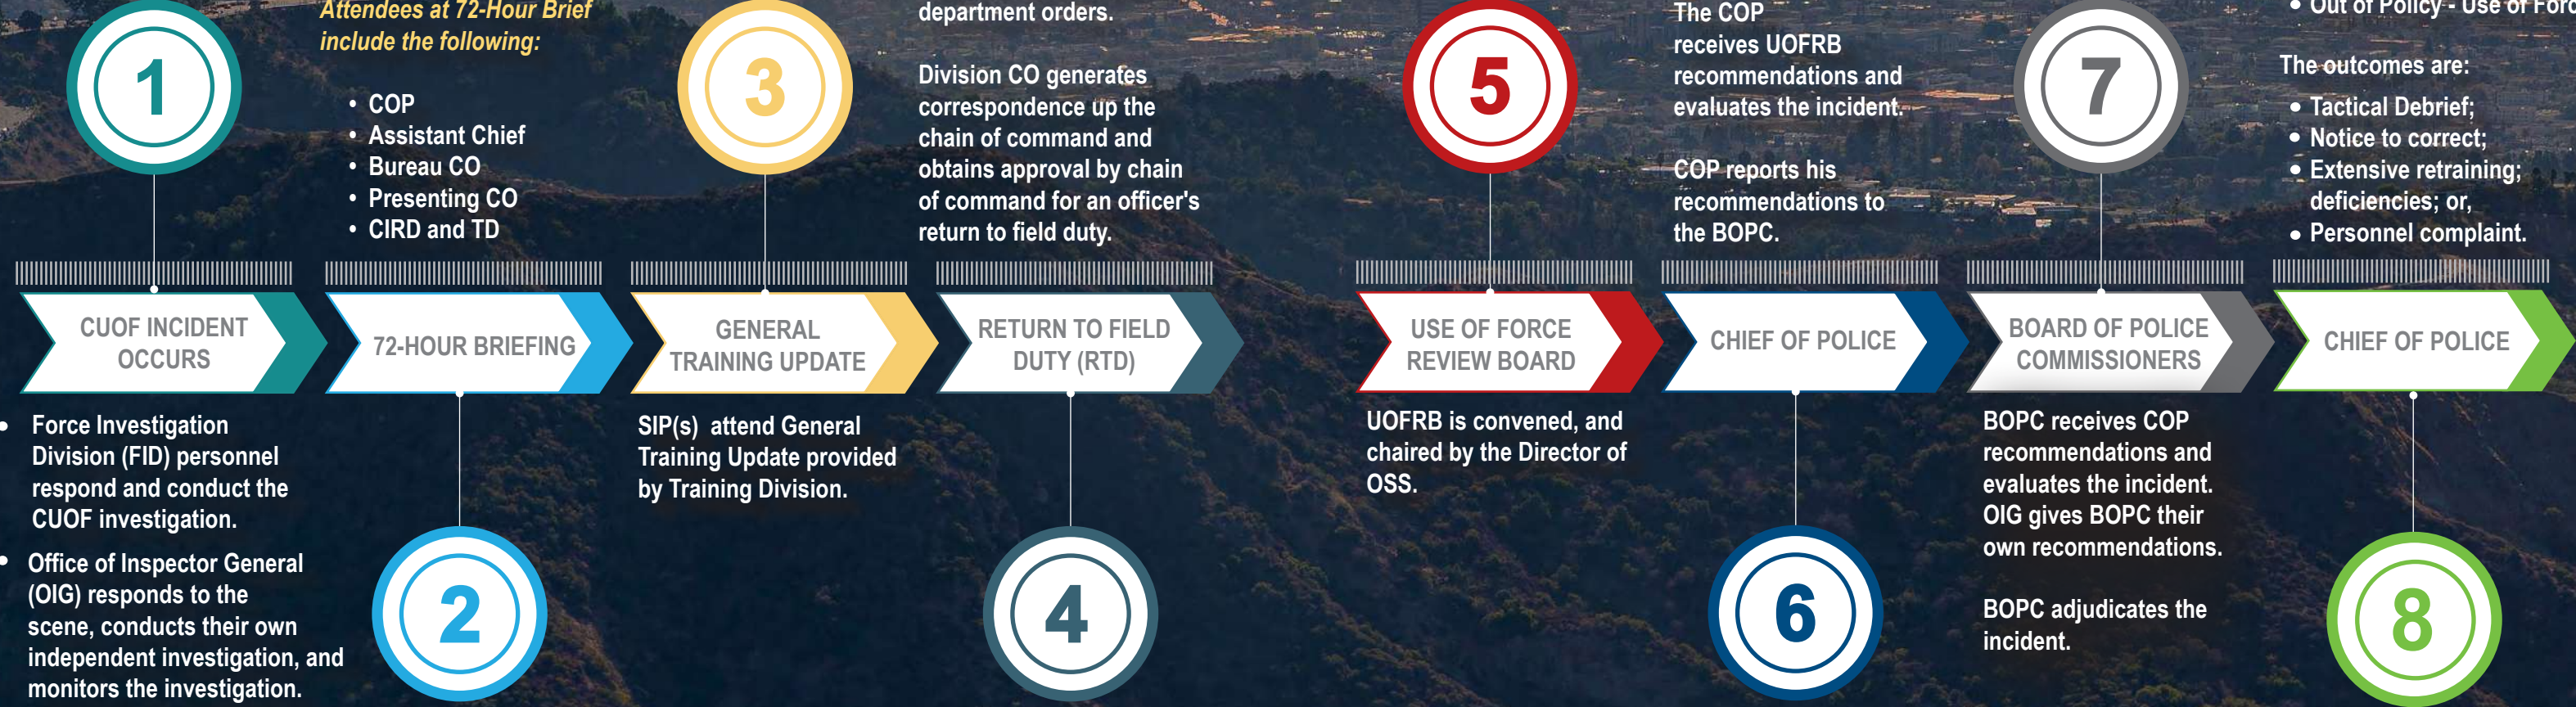 1
CUOF INCIDENT
OCCURS
• Force Investigation
Division (FID) personnel
respond and conduct the
CUOF investigation.
• Office of Inspector General
(OIG) responds to the
scene, conducts their own
independent investigation, and
monitors the investigation.
Attendees at 72-Hour Brief
include the following:
• COP
• Assistant Chief
• Bureau CO
• Presenting CO
• CIRD and TD
72-HOUR BRIEFING
2
3
GENERAL
TRAINING UPDATE
SIP(s) attend General
Training Update provided
by Training Division.
department orders.
Division CO generates
correspondence up the
chain of command and
obtains approval by chain
of command for an officer's
return to field duty.
RETURN TO FIELD
DUTY (RTD)
4
5
USE OF FORCE
REVIEW BOARD
UOFRB is convened, and
chaired by the Director of
OSS.
The COP
receives UOFRB
recommendations and
evaluates the incident.
COP reports his
recommendations to
the BOPC.
CHIEF OF POLICE
6
7
BOARD OF POLICE
COMMISSIONERS
BOPC receives COP
recommendations and
evaluates the incident.
OIG gives BOPC their
own recommendations.
BOPC adjudicates the
incident.
• Out of Policy - Use of Forc
The outcomes are:
• Tactical Debrief;
• Notice to correct;
• Extensive retraining;
deficiencies; or,
• Personnel complaint.
CHIEF OF POLICE
8